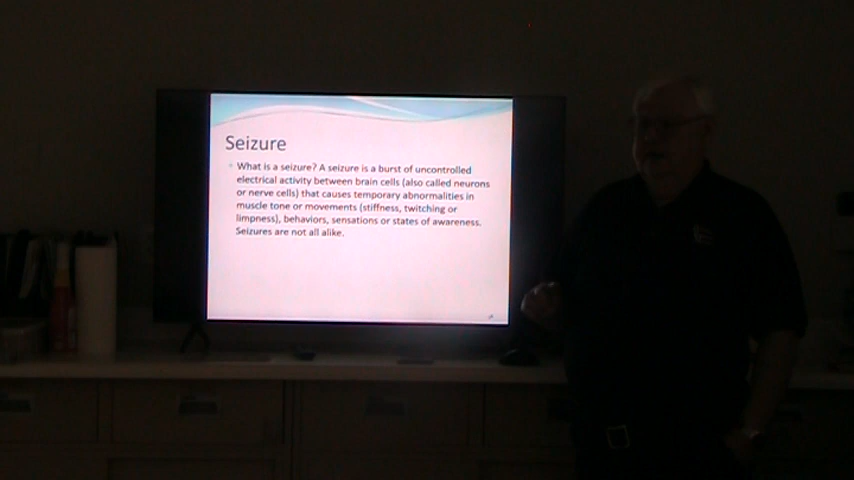 Seizure
What is a seizure? A seizure is a burst of uncontrolled
electrical activity between brain cells (also called neurons
or nerve cells) that causes temporary abnormalities in
muscle tone or movements (stiffness, twitching or
limpness), behaviors, sensations or states of awareness.
Seizures are not all alike.